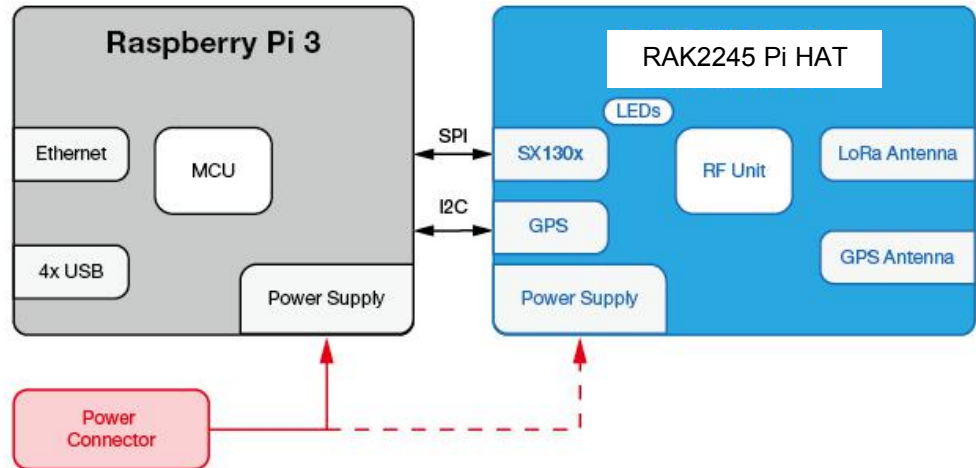 Raspberry Pi 3
Ethernet
MCU
4x USB
Power Supply
SPI
I2C
RAK2245 Pi HAT
LEDs
SX130x
RF Unit
LoRa Antenna
GPS
GPS Antenna
Power Supply
Power
Connector